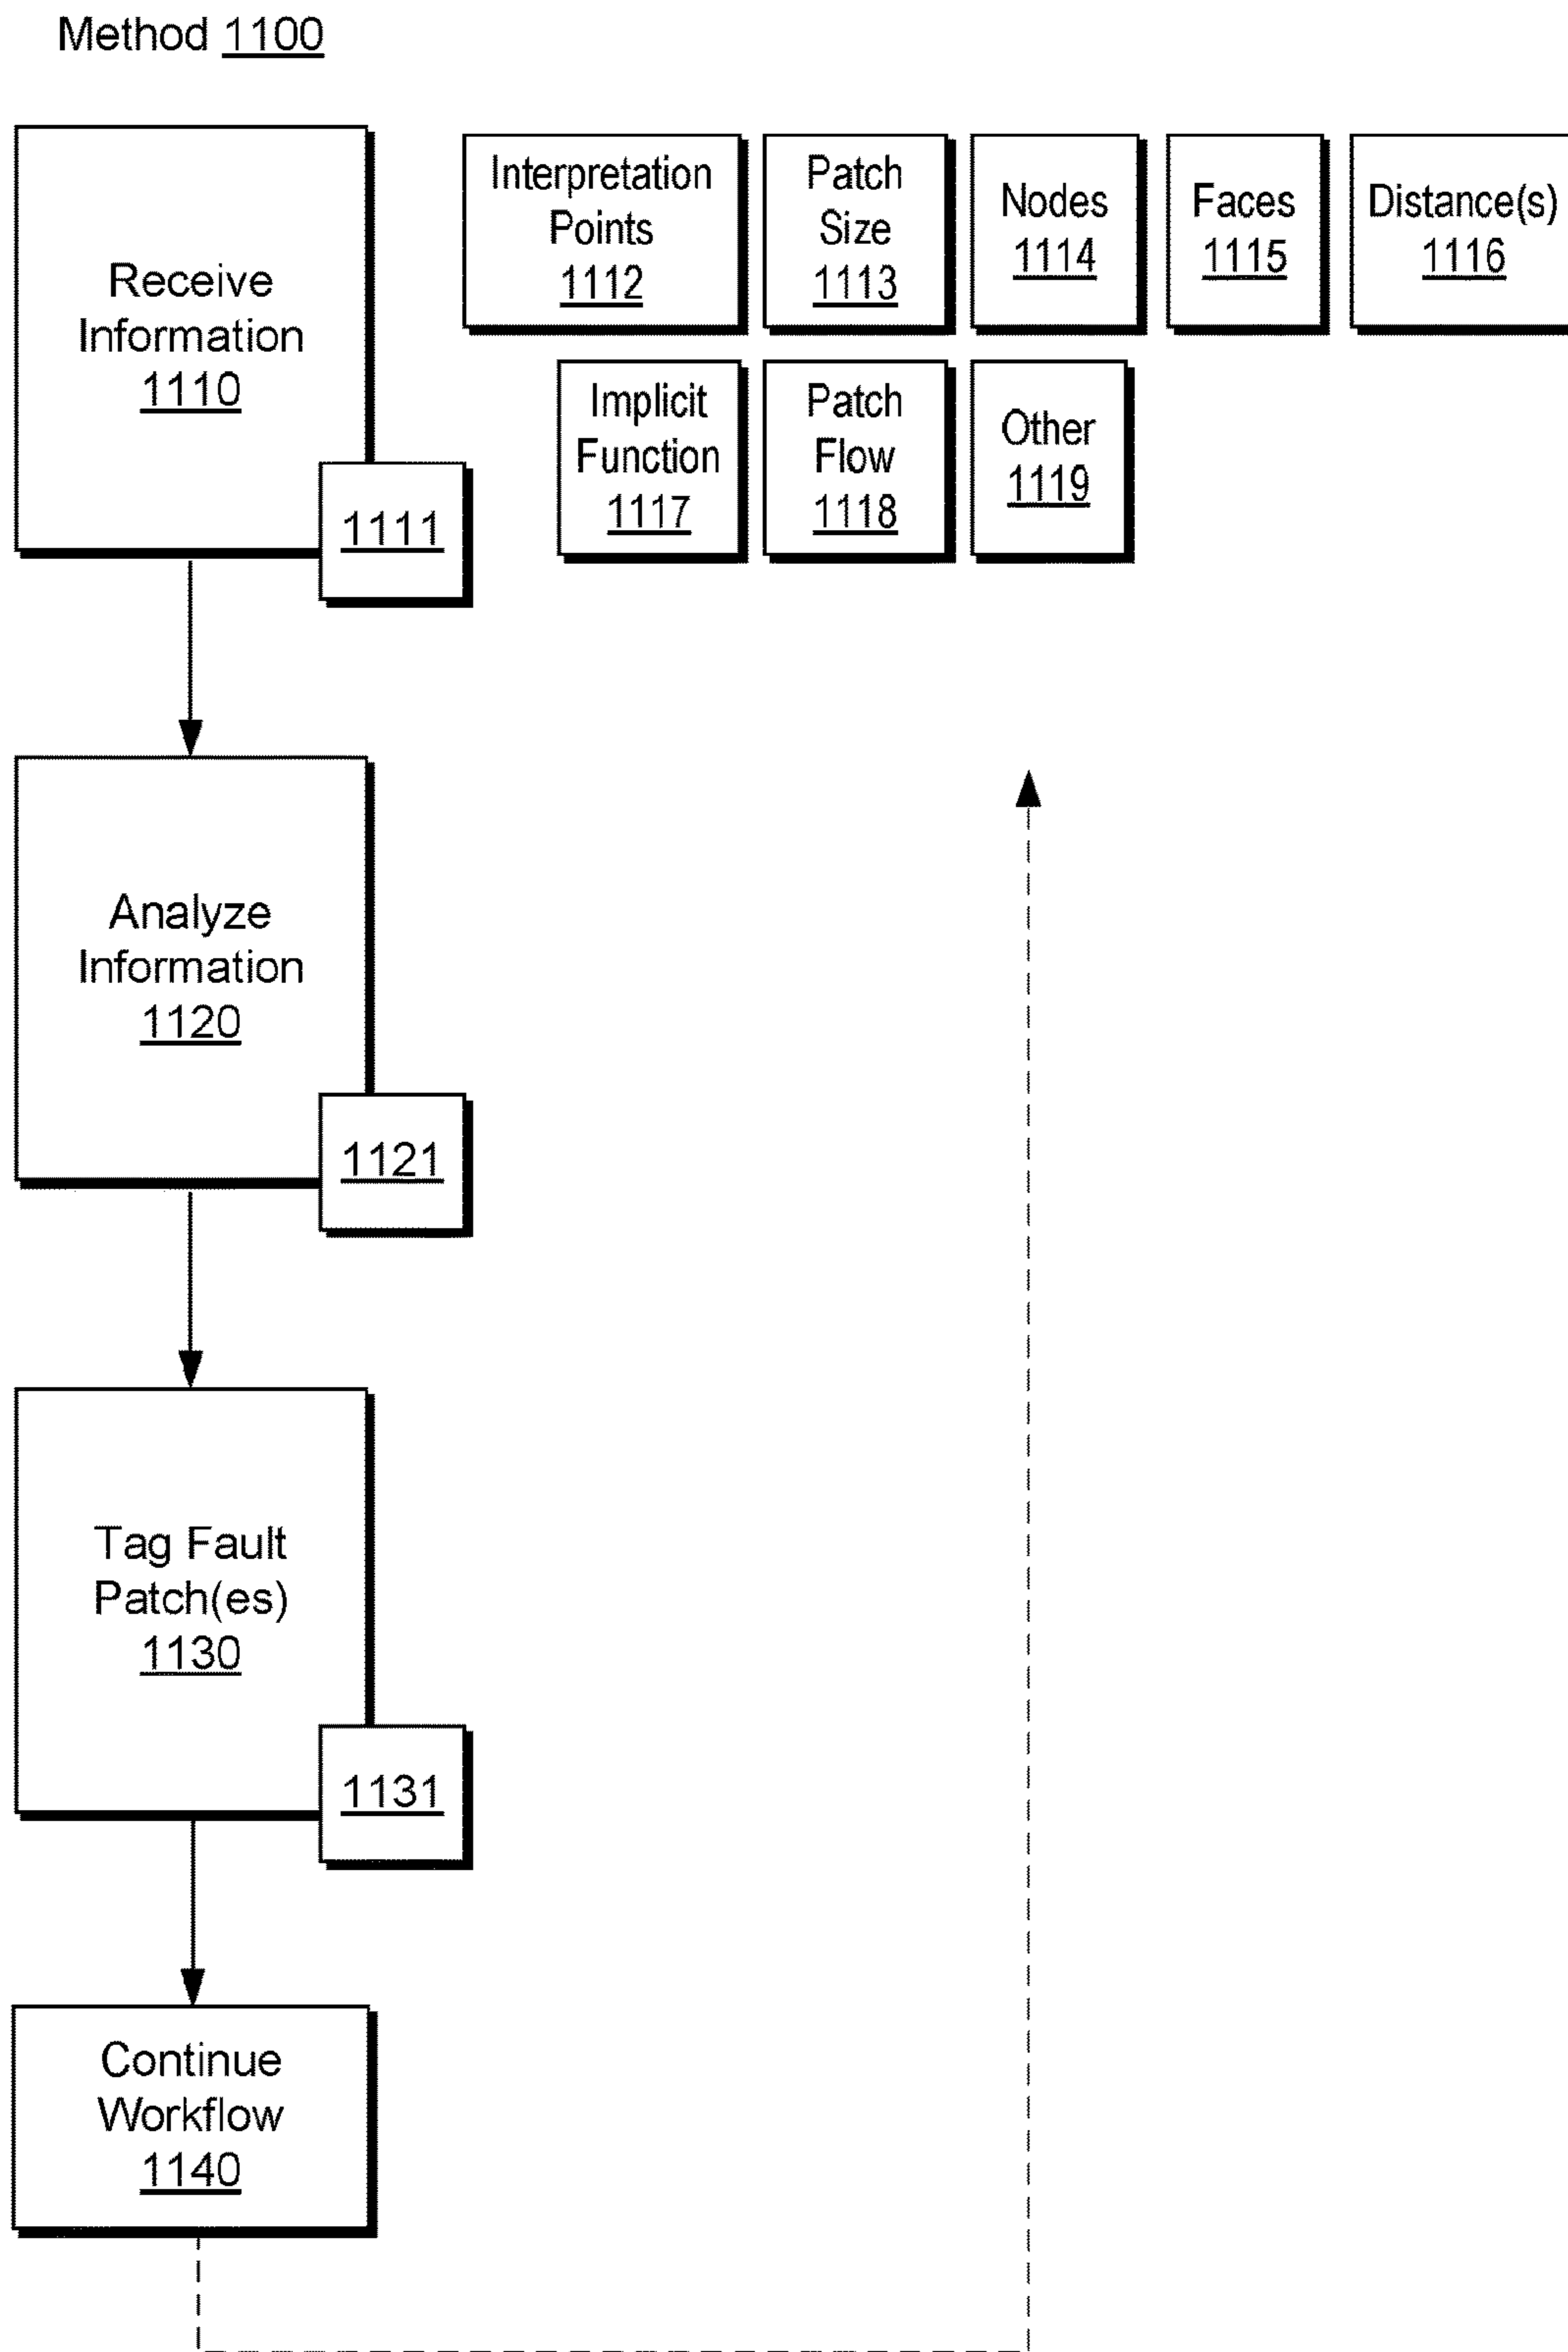 Method 1100
Receive
Information
1110
1111
Interpretation
Points
1112
Patch
Size
1113
Nodes
1114
Faces
1115
Distance(s)
1116
Implicit
Function
1117
Patch
Flow
1118
Other
1119
Analyze
Information
1120
1121
Tag Fault
Patch(es)
1130
1131
Continue
Workflow
1140